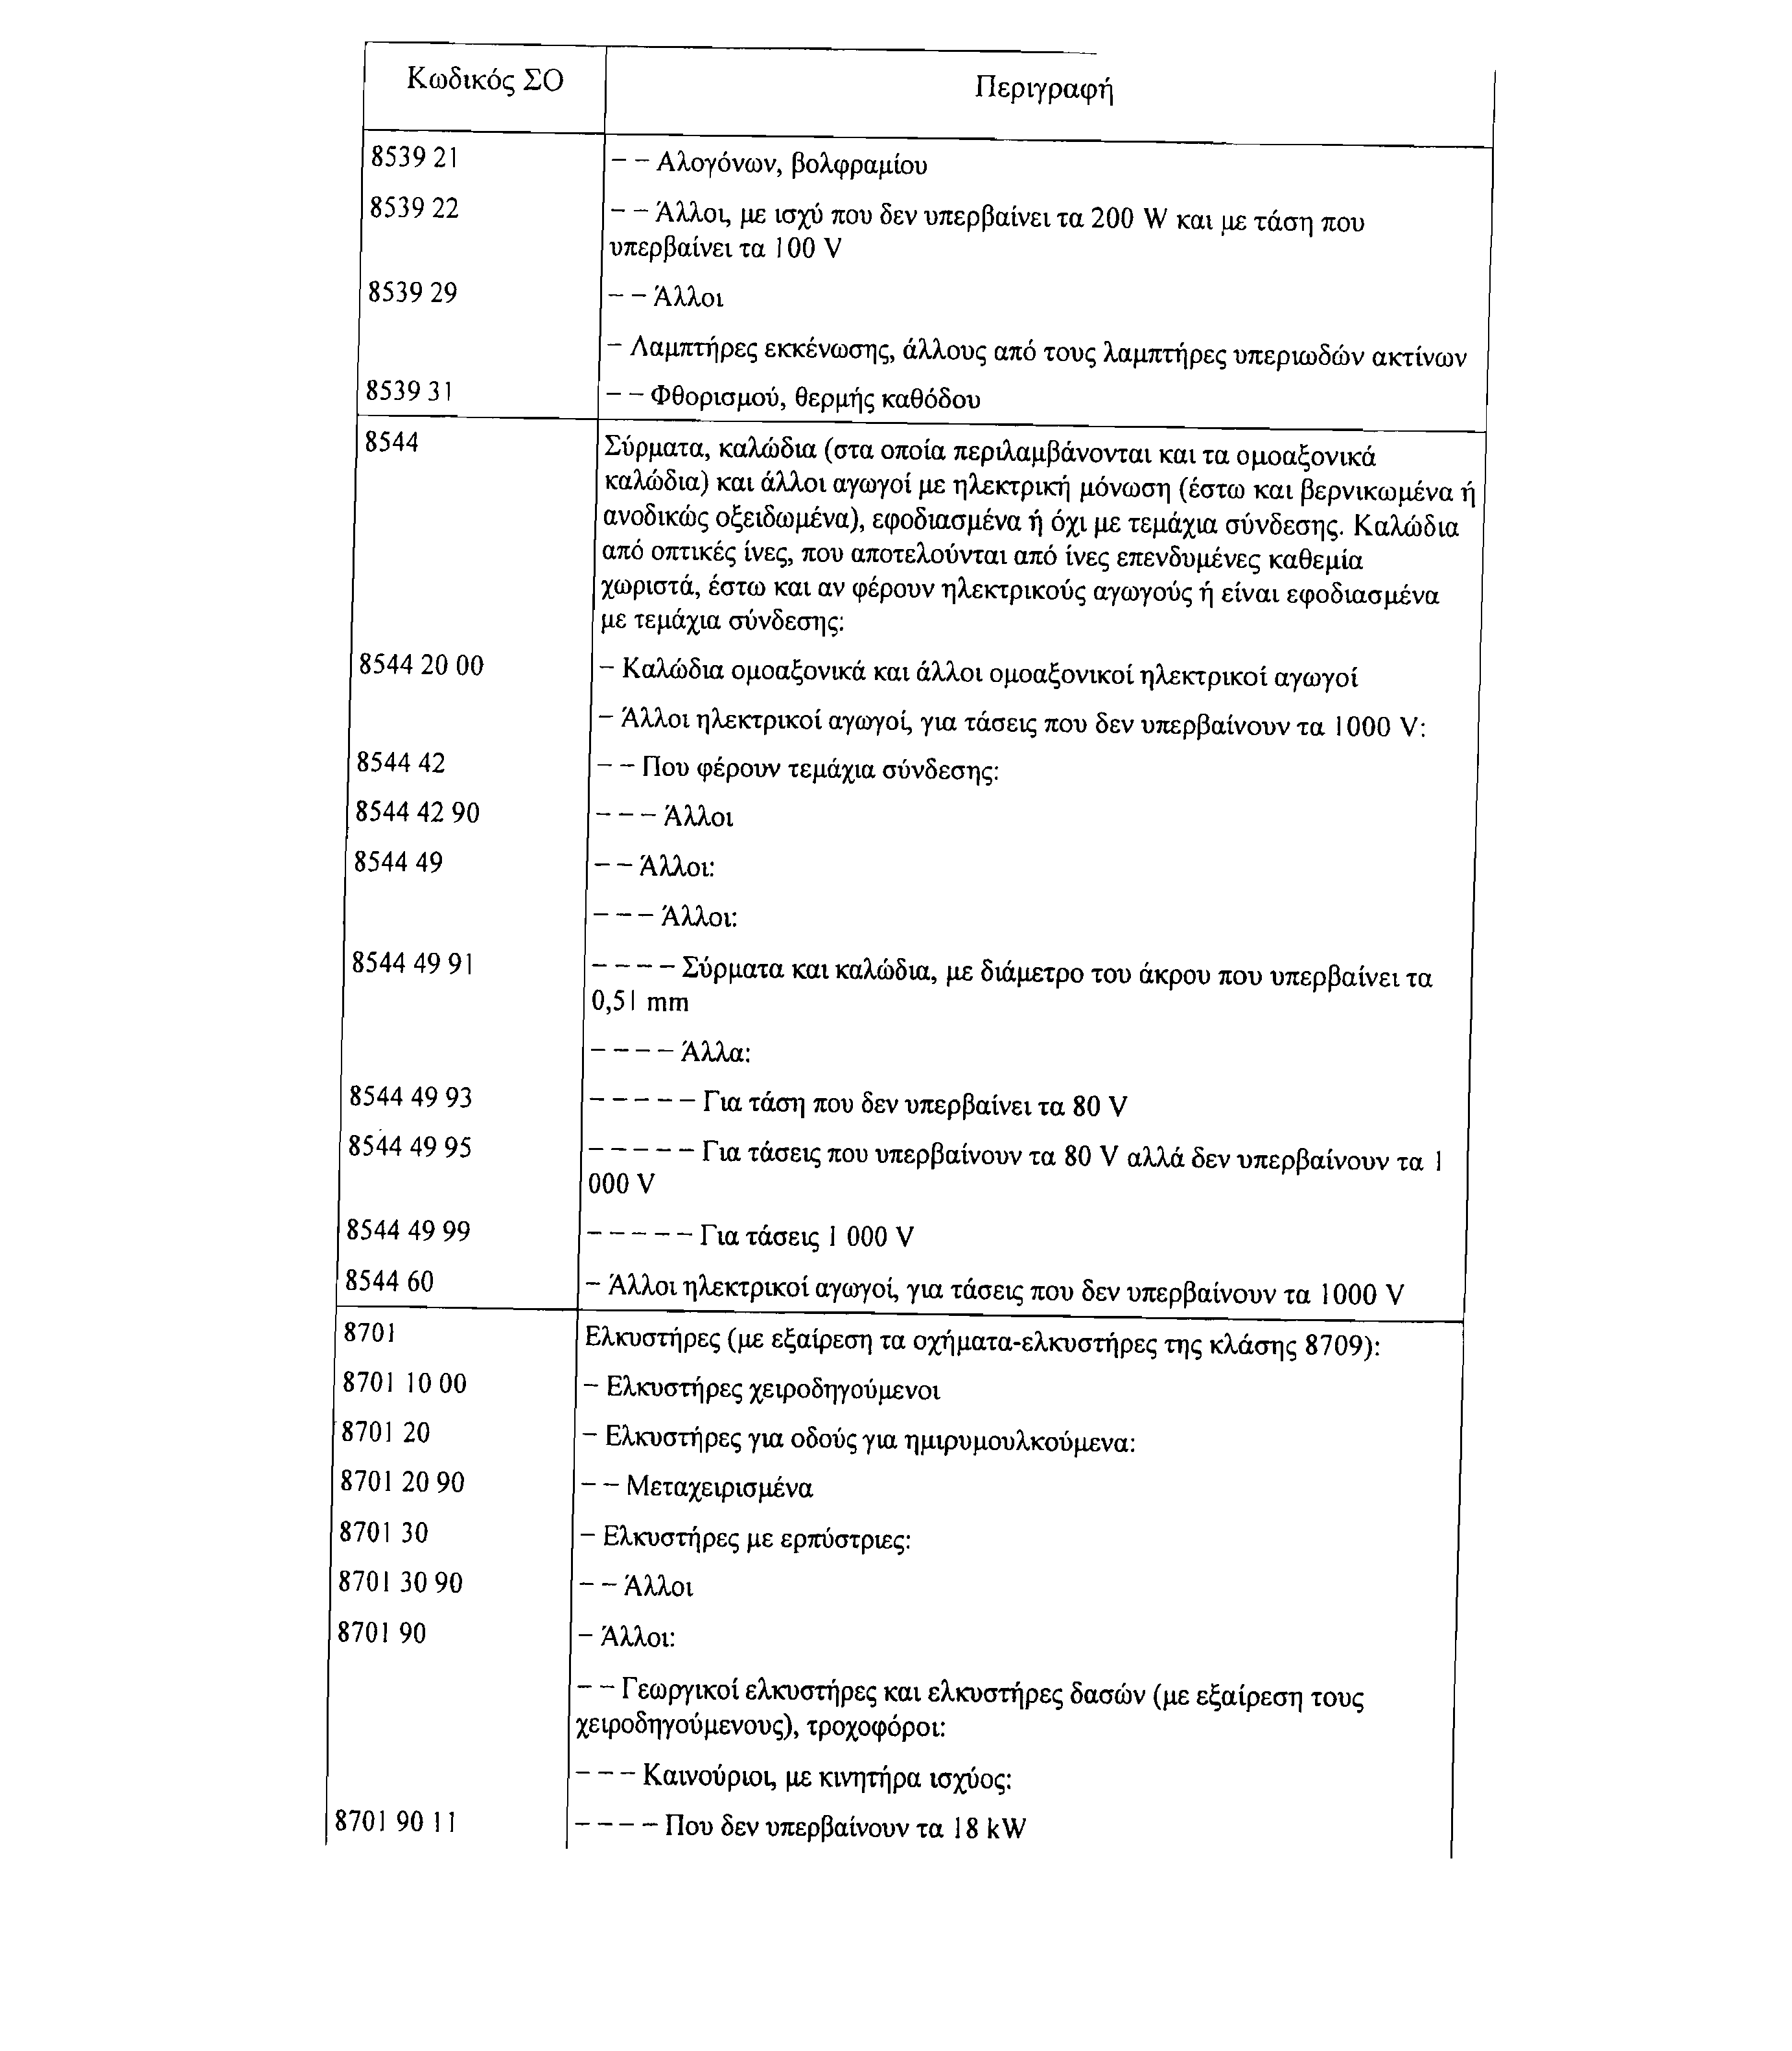 Κωδικός ΣΟ Περιγραφή
8539 21 – – Αλογόνων, βολφραμίου
8539 22 – – Άλλοι, με ισχύ που δεν υπερβαίνει τα 200 W και με τάση που
υπερβαίνει τα 100 V
8539 29 – – Άλλοι
– Λαμπτήρες εκκένωσης, άλλους από τους λαμπτήρες υπεριωδών ακτίνων
8539 31 – – Φθορισμού, θερμής καθόδου
8544 Σύρματα, καλώδια (στα οποία περιλαμβάνονται και τα ομοαξονικά
καλώδια) και άλλοι αγωγοί με ηλεκτρική μόνωση (έστω και βερνικωμένα ή
ανοδικώς οξειδωμένα), εφοδιασμένα ή όχι με τεμάχια σύνδεσης. Καλώδια
από οπτικές ίνες, που αποτελούνται από ίνες επενδυμένες καθεμία
χωριστά, έστω και αν φέρουν ηλεκτρικούς αγωγούς ή είναι εφοδιασμένα
με τεμάχια σύνδεσης:
8544 20 00 – Καλώδια ομοαξονικά και άλλοι ομοαξονικοί ηλεκτρικοί αγωγοί
– Άλλοι ηλεκτρικοί αγωγοί, για τάσεις που δεν υπερβαίνουν τα 1000 V:
8544 42 – – Που φέρουν τεμάχια σύνδεσης:
8544 42 90 – – – Άλλοι
8544 49 – – Άλλοι:
– – – Άλλοι:
8544 49 91 – – – – Σύρματα και καλώδια, με διάμετρο του άκρου που υπερβαίνει τα
0,51 mm
– – – – Άλλα:
8544 49 93 – – – – – Για τάση που δεν υπερβαίνει τα 80 V
8544 49 95 – – – – – Για τάσεις που υπερβαίνουν τα 80 V αλλά δεν υπερβαίνουν τα 1
000 V
8544 49 99 – – – – – Για τάσεις 1 000 V
8544 60 – Άλλοι ηλεκτρικοί αγωγοί, για τάσεις που δεν υπερβαίνουν τα 1000 V
8701 Ελκυστήρες (με εξαίρεση τα οχήματα-ελκυστήρες της κλάσης 8709):
8701 10 00 – Ελκυστήρες χειροδηγούμενοι
8701 20 – Ελκυστήρες για οδούς για ημιρυμουλκούμενα:
8701 20 90 – – Μεταχειρισμένα
8701 30 – Ελκυστήρες με ερπύστριες:
8701 30 90 – – Άλλοι
8701 90 – Άλλοι:
– – Γεωργικοί ελκυστήρες και ελκυστήρες δασών (με εξαίρεση τους
χειροδηγούμενους), τροχοφόροι:
– – – Καινούριοι, με κινητήρα ισχύος:
8701 90 11 – – – – Που δεν υπερβαίνουν τα 18 kW